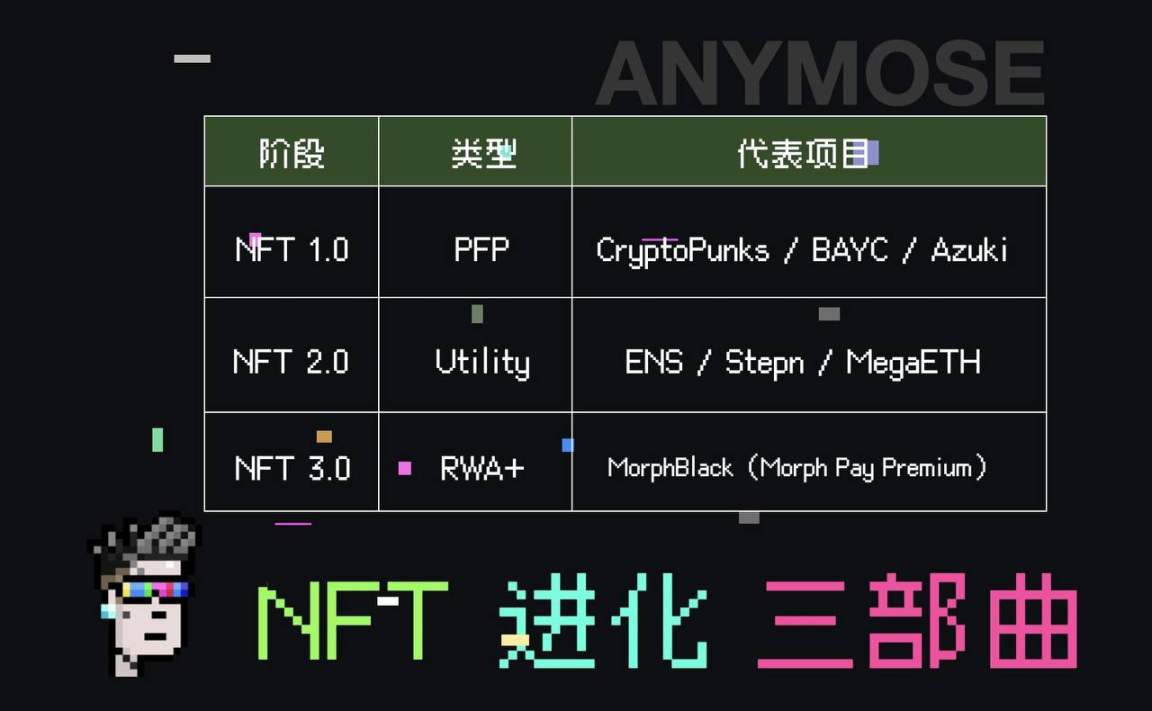 ANYMOSE
阶段 类型 代表项目
NFT 1.0 PFP CryptoPunks / BAYC / Azuki
NFT 2.0 Utility ENS / Stepn / MegaETH
NFT 3.0 RWA+ MorphBlack (Morph Pay Premium)
NFT 进化 三部曲